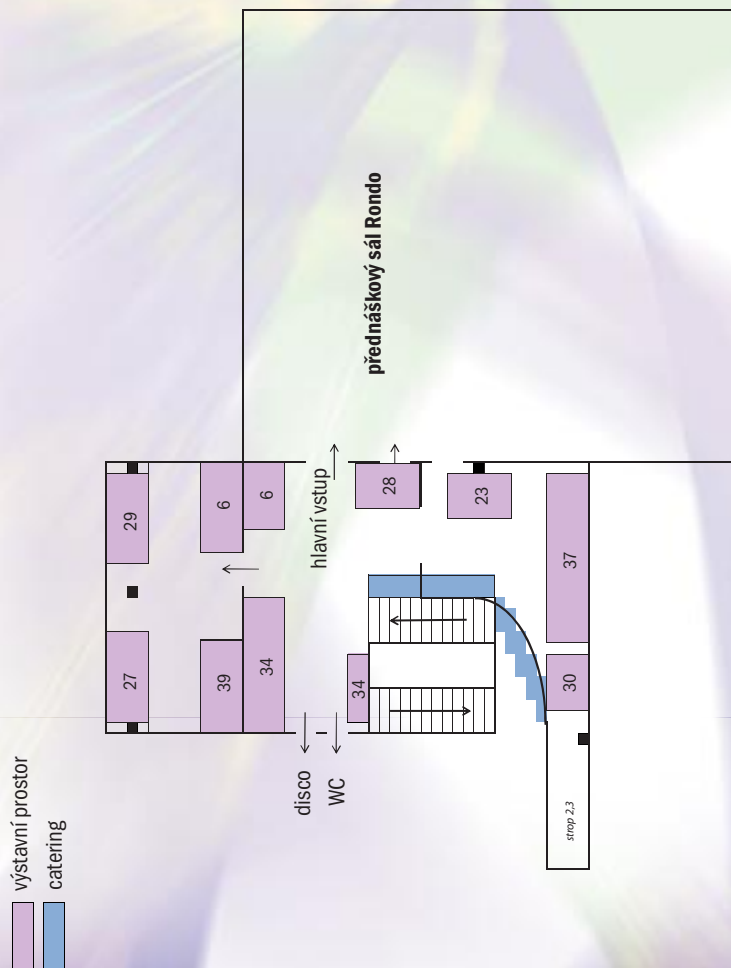 výstavní prostor
catering
27
29
39
6
34
6
disco
hlavní vstup
WC
34
přednáškový sál Rondo
28
23
strop 2,3
30
37